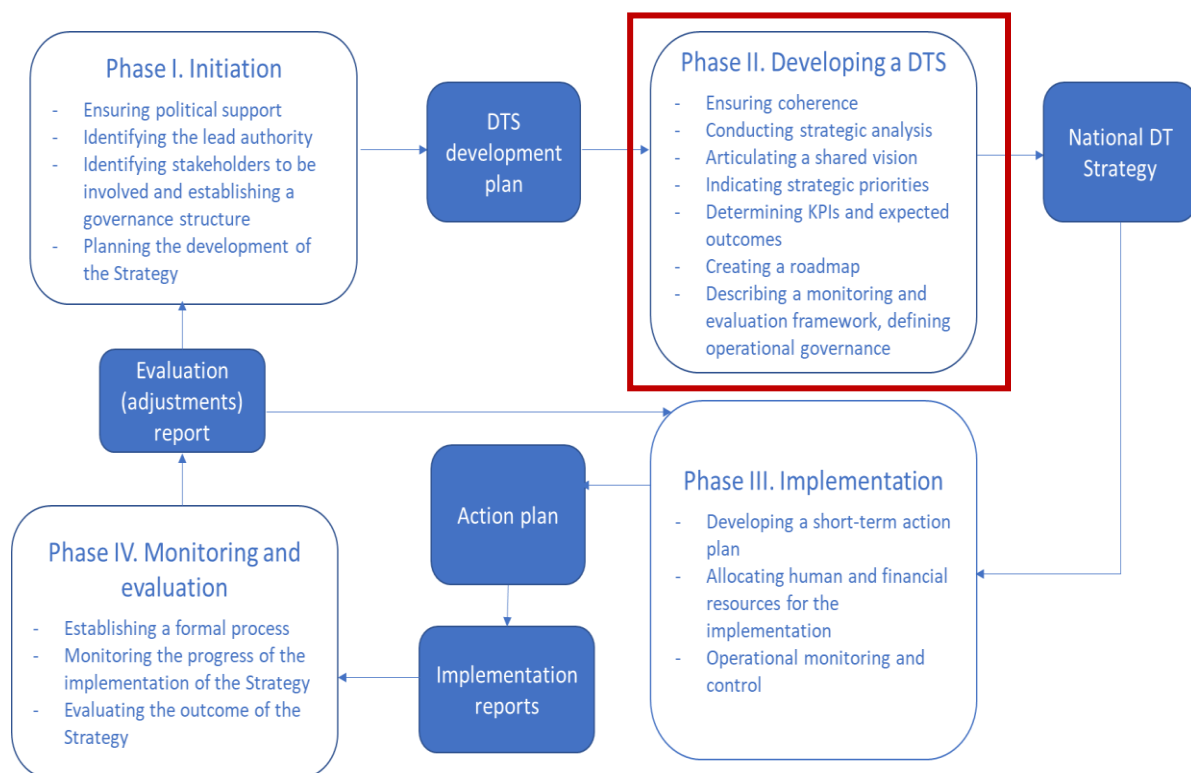 Phase I. Initiation
- Ensuring political support
- Identifying the lead authority
- Identifying stakeholders to be
involved and establishing a
governance structure
- Planning the development of
the Strategy
DTS
development
plan
Phase II. Developing a DTS
- Ensuring coherence
- Conducting strategic analysis
- Articulating a shared vision
- Indicating strategic priorities
- Determining KPIs and expected
outcomes
- Creating a roadmap
- Describing a monitoring and
evaluation framework, defining
operational governance
National DT
Strategy
Evaluation
(adjustments)
report
Phase III. Implementation
- Developing a short-term action
plan
- Allocating human and financial
resources for the
implementation
- Operational monitoring and
control
Action plan
Implementation
reports
Phase IV. Monitoring and
evaluation
- Establishing a formal process
- Monitoring the progress of the
implementation of the Strategy
- Evaluating the outcome of the
Strategy